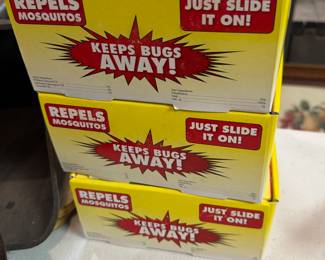 REPELS
MOSQUITOS
JUST SLIDE
IT ON!
KEEPS BUGS
AWAY!
REPELS
MOSQUITOS
JUST SLIDE
IT ON!
KEEPS BUGS
AWAY!
REPELS
MOSQUITOS
JUST SLIDE
IT ON!
KEEPS BUGS
AWAY!